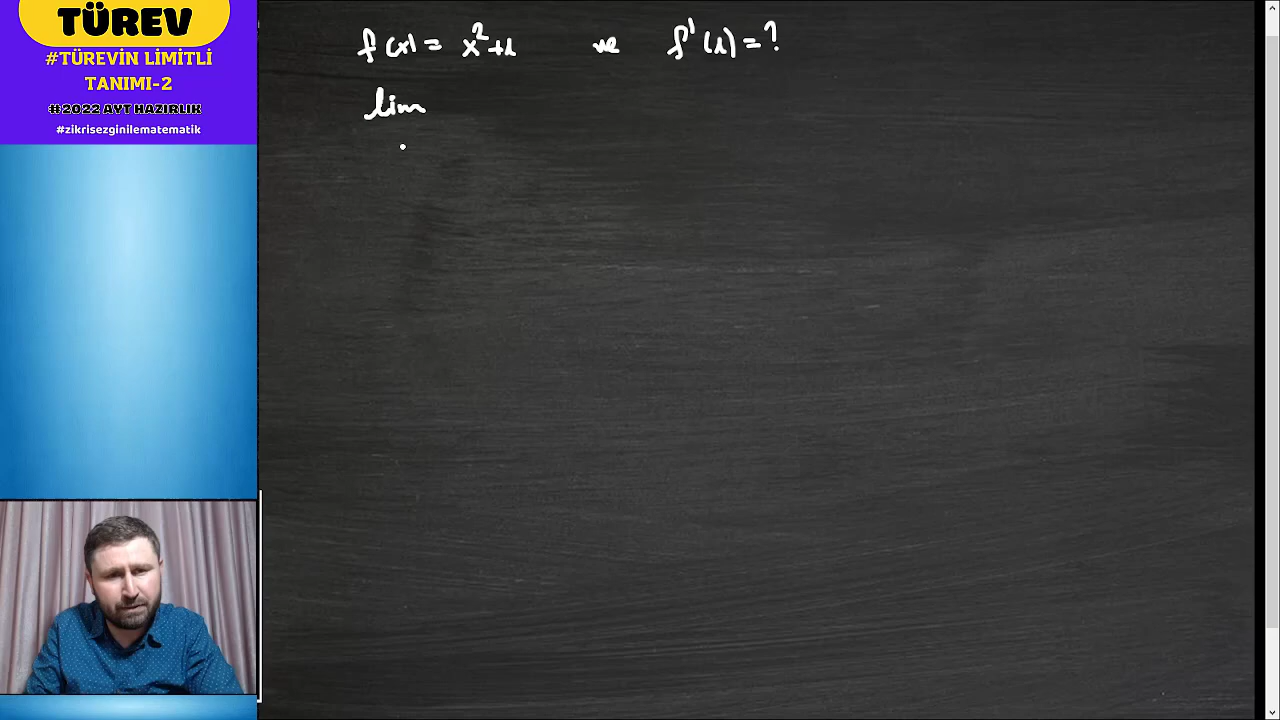 TÜREV
#TÜREVİN LİMİTLİ
TANIMI-2
#2022 AYT HAZIRLIK
#zikrisezginilematematik
f(x) = x²+1 ve f'(1)=?
lim